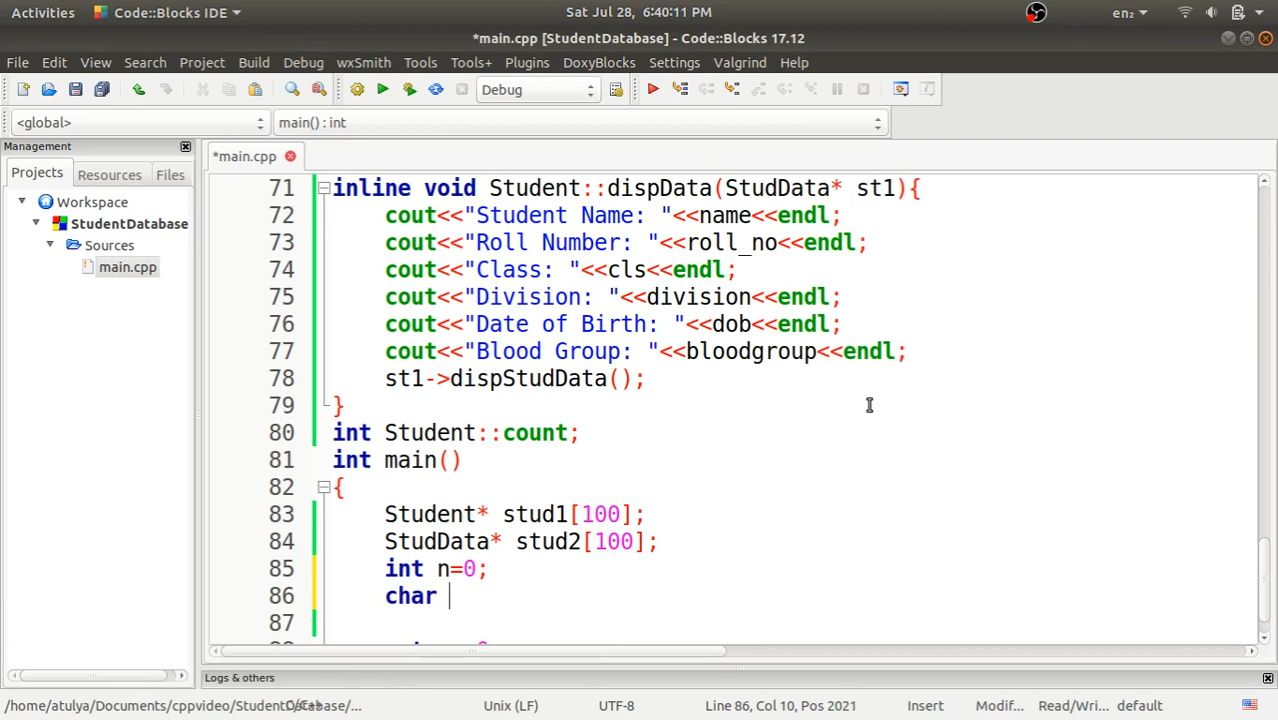 Activities Code::Blocks IDE Sat Jul 28, 6:40:11 PM en₂
*main.cpp [StudentDatabase] - Code::Blocks 17.12
File Edit View Search Project Build Debug wxSmith Tools Tools+ Plugins DoxyBlocks Settings Valgrind Help
Debug
<global> main() : int
Management
*main.cpp
Projects Resources Files
Workspace
StudentDatabase
Sources
main.cpp
71 inline void Student::dispData(StudData* st1){
72 cout<<"Student Name: "<<name<<endl;
73 cout<<"Roll Number: "<<roll_no<<endl;
74 cout<<"Class: "<<cls<<endl;
75 cout<<"Division: "<<division<<endl;
76 cout<<"Date of Birth: "<<dob<<endl;
77 cout<<"Blood Group: "<<bloodgroup<<endl;
78 st1->dispStudData();
79 }
80 int Student::count;
81 int main()
82 {
83 Student* stud1[100];
84 StudData* stud2[100];
85 int n=0;
86 char
87
Logs & others
/home/atulya/Documents/cppvideo/StudentDatabase/... Unix (LF) UTF-8 Line 86, Col 10, Pos 2021 Insert Modif... Read/Wri... default